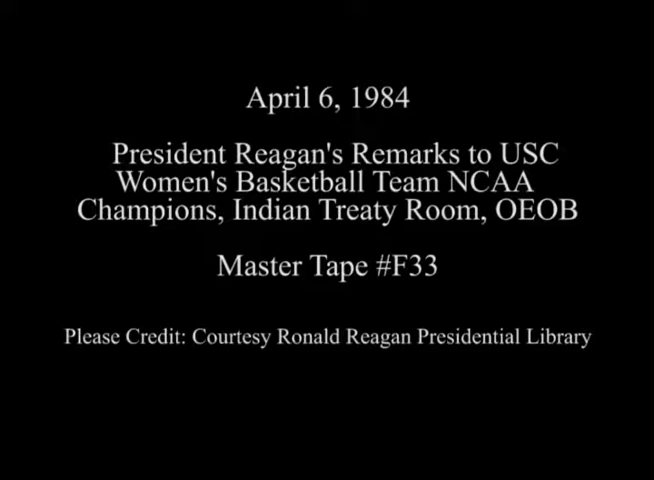 April 6, 1984
President Reagan's Remarks to USC
Women's Basketball Team NCAA
Champions, Indian Treaty Room, OEOB
Master Tape #F33
Please Credit: Courtesy Ronald Reagan Presidential Library